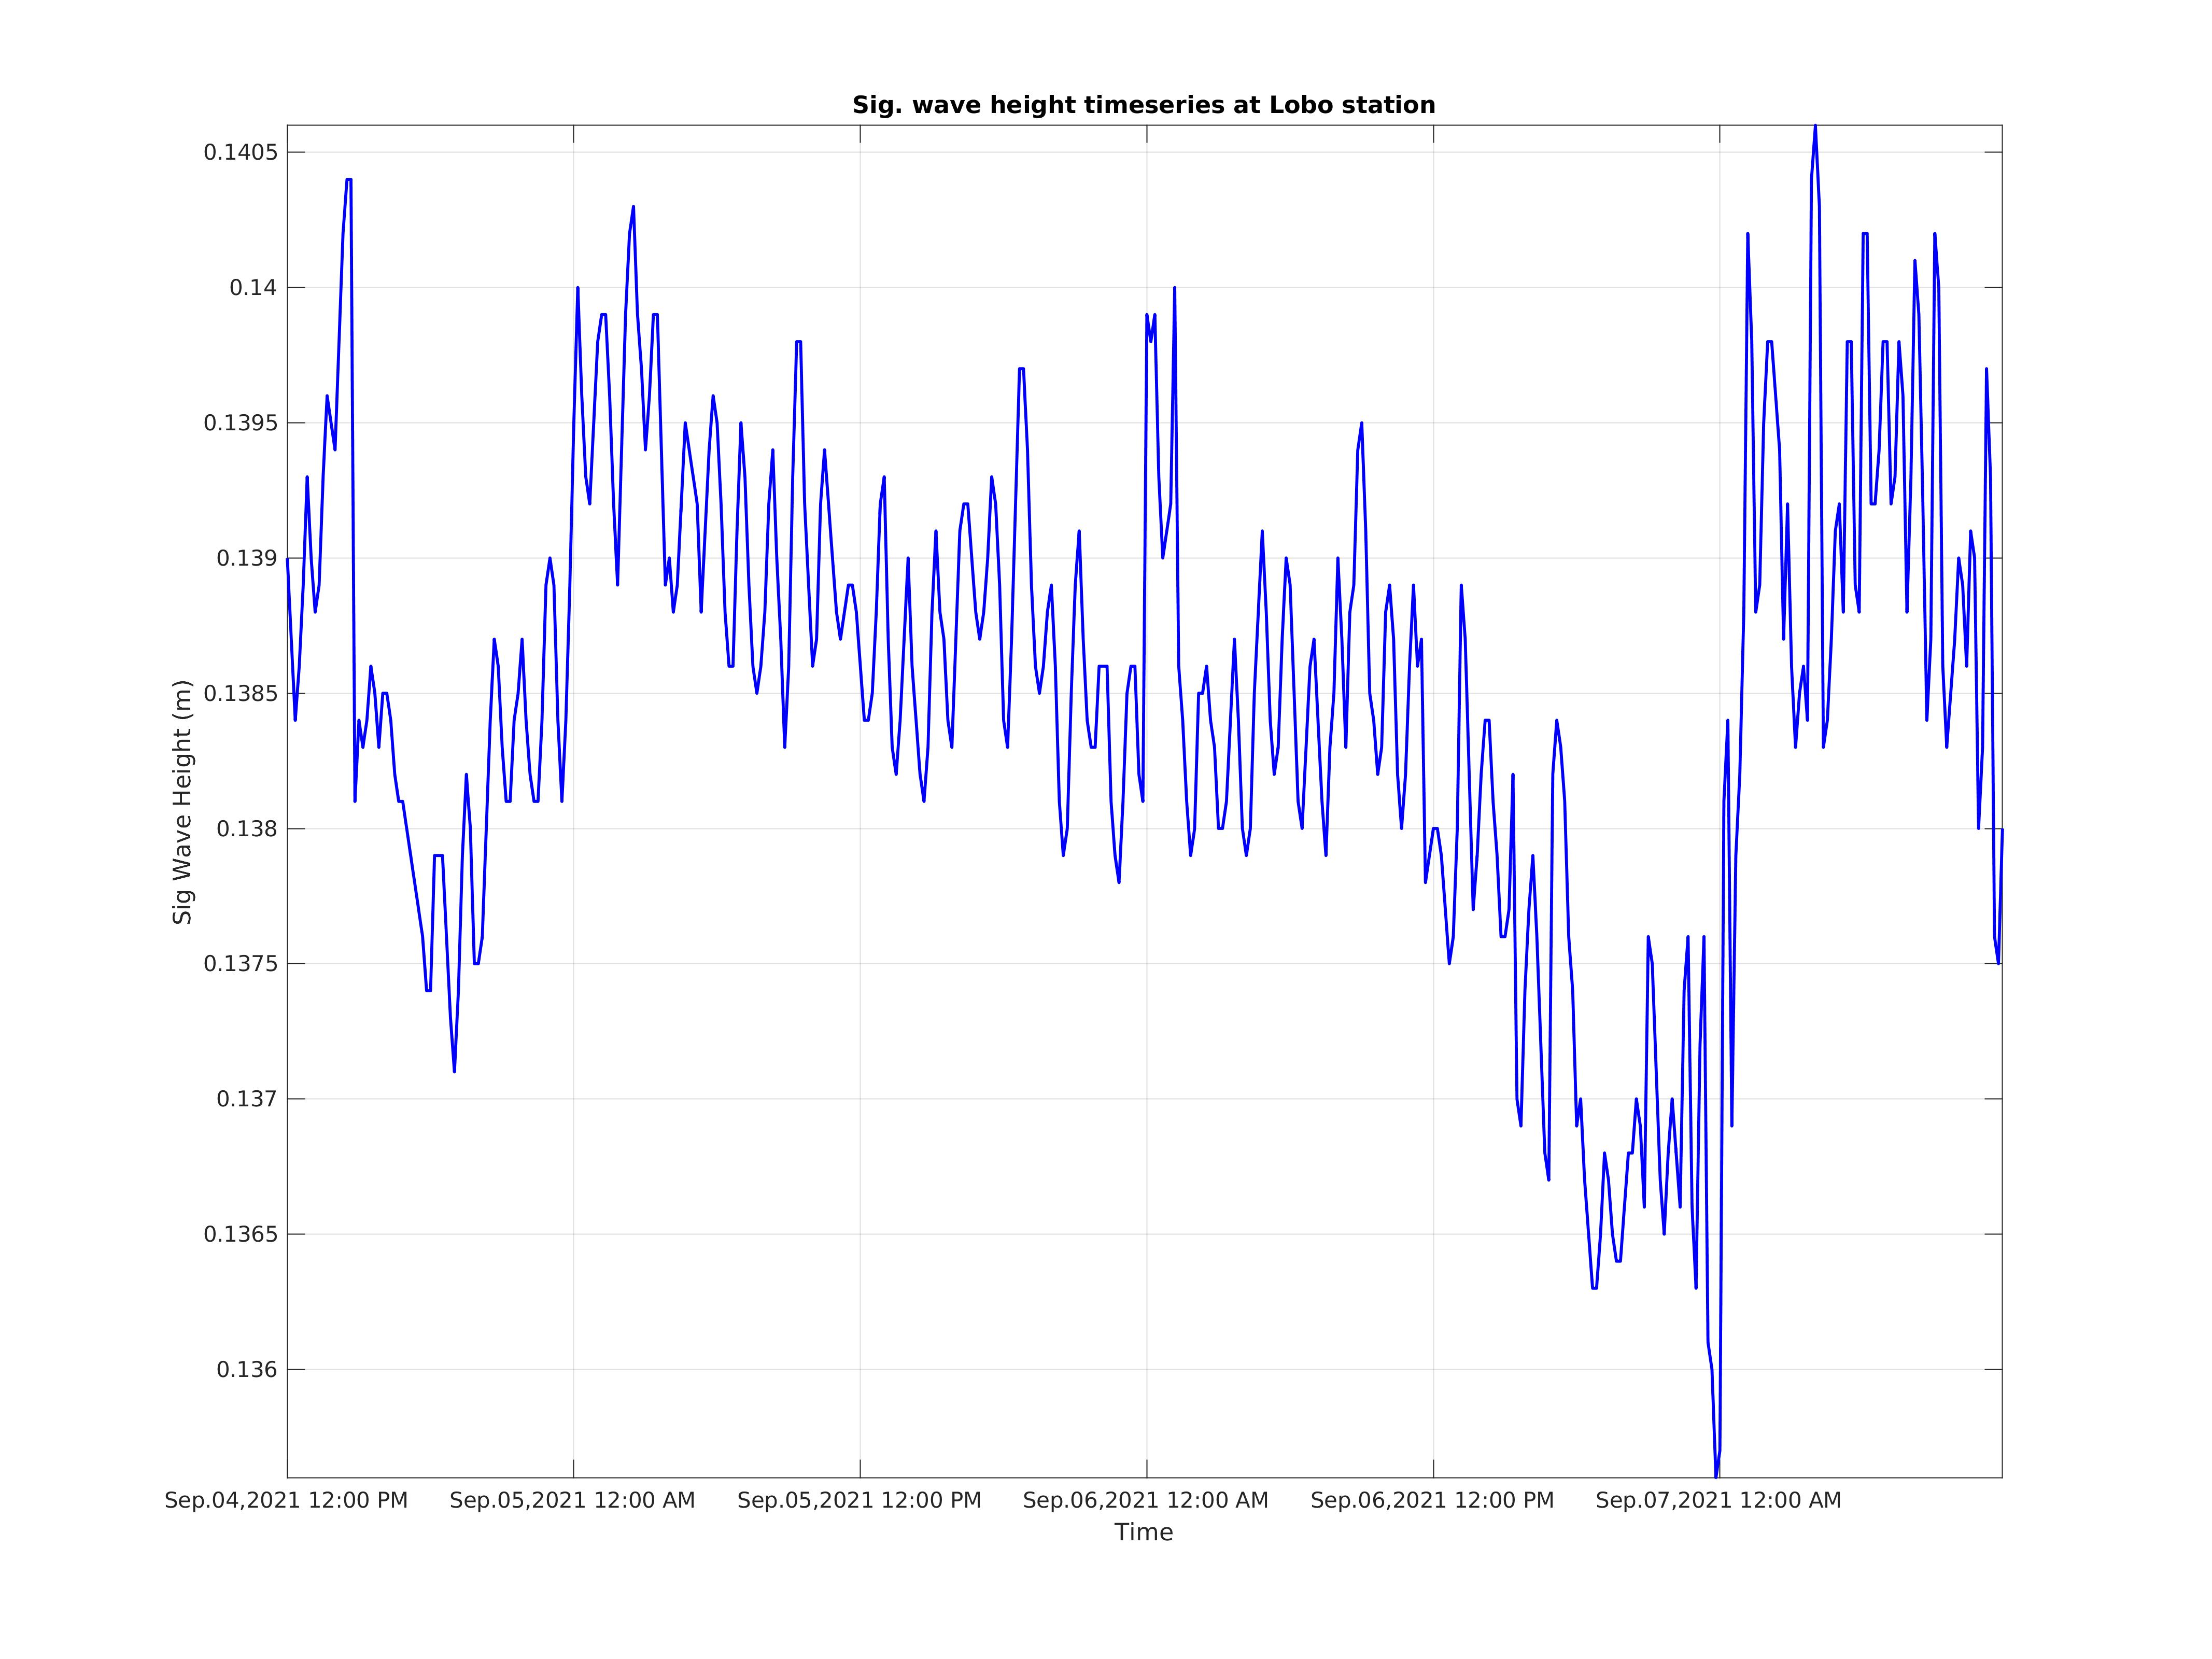 Sig. wave height timeseries at Lobo station
0.1405
0.14
0.1395
0.139
0.1385
0.138
0.1375
0.137
0.1365
0.136
Sig Wave Height (m)
Sep.04,2021 12:00 PM Sep.05,2021 12:00 AM Sep.05,2021 12:00 PM Sep.06,2021 12:00 AM Sep.06,2021 12:00 PM Sep.07,2021 12:00 AM
Time